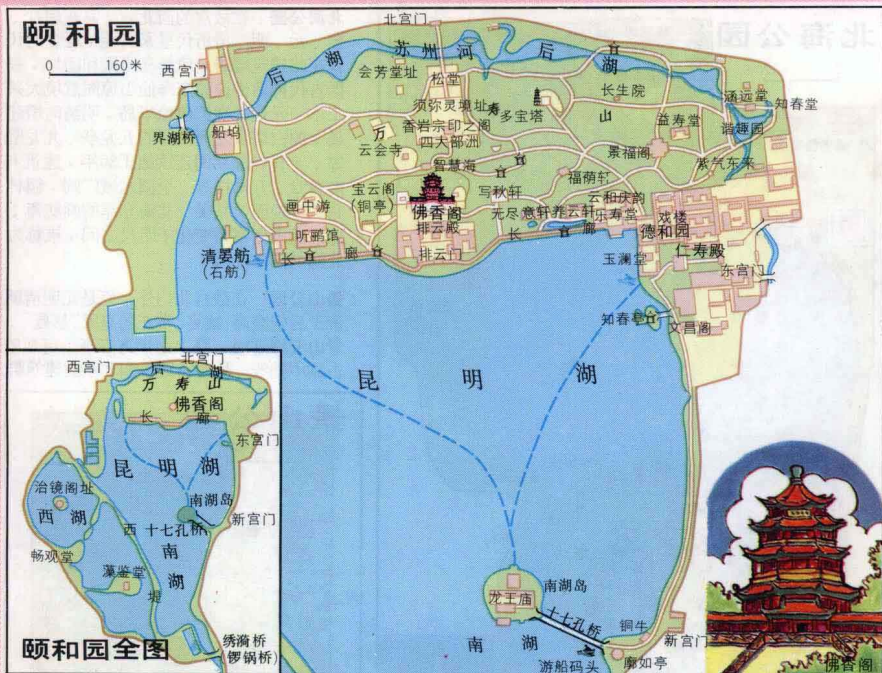 颐和园
0 160米
北宫门
西宫门
后湖
苏州河
后湖
界湖桥
船坞
会芳堂址
松堂
须弥灵境址
香岩宗印之阁
四大部洲
智慧海
万寿山
云会寺
多宝塔
长生院
涵远堂
知春堂
谐趣园
益寿堂
景福阁
紫气东来
福荫轩
写秋轩
宝云阁
(铜亭)
佛香阁
排云殿
排云门
画中游
听鹂馆
清晏舫
(石舫)
长廊
无尽意轩
养云轩
长廊
云和庆韵
乐寿堂
戏楼
德和园
仁寿殿
玉澜堂
东宫门
知春亭
文昌阁
昆明湖
南湖岛
龙王庙
十七孔桥
铜牛
新宫门
南湖
游船码头
廓如亭
佛香阁
北海公园
西宫门
后湖
北宫门
万寿山
佛香阁
长廊
东宫门
昆明湖
治镜阁址
西湖
南湖岛
新宫门
十七孔桥
西堤
南湖
畅观堂
藻鉴堂
绣漪桥
(锣锅桥)
颐和园全图